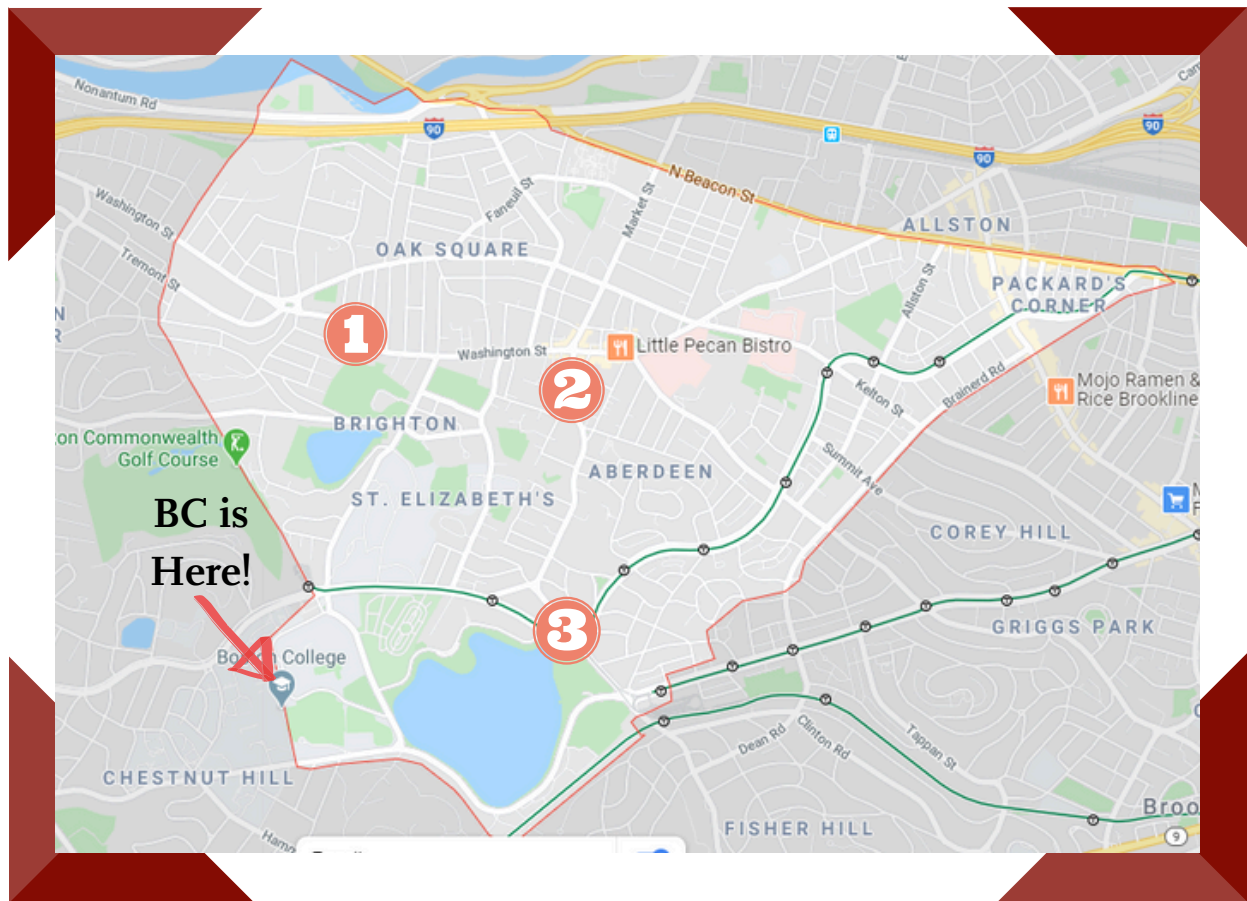 Nonantum Rd
90
Cam
90
90
Washington St
Faneuil St
Market St
N Beacon St
ALLSTON
OAK SQUARE
Tremont St
Allston St
PACKARD'S
CORNER
N
R
1
Washington St
Little Pecan Bistro
2
Kelton St
Brainerd Rd
Mojo Ramen &
Rice Brookline
BRIGHTON
on Commonwealth
Golf Course
ABERDEEN
Summit Ave
ST. ELIZABETH'S
BC is
Here!
COREY HILL
3
GRIGGS PARK
College
Dean Rd
Clinton Rd
Tappan St
CHESTNUT HILL
Broo
FISHER HILL
9